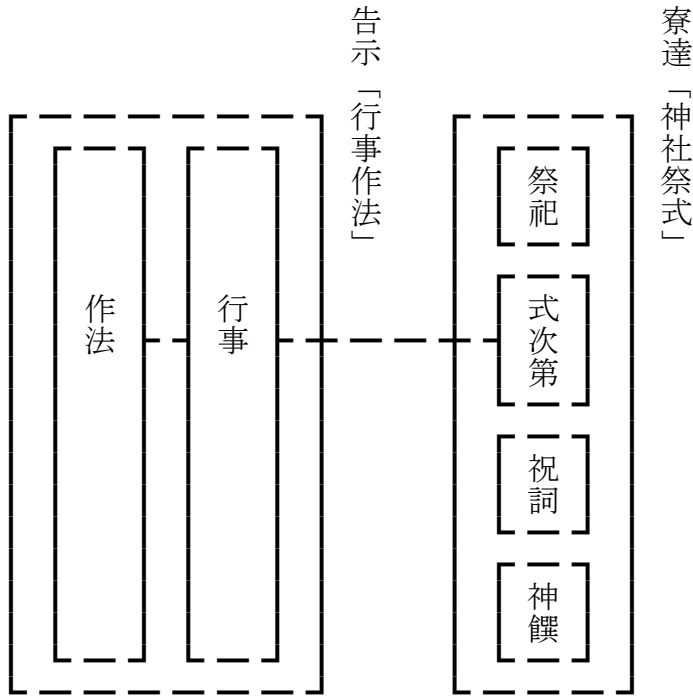 寮達「神社祭式」
祭祀
式次第
祝詞
神饌
告示「行事作法」
行事
作法